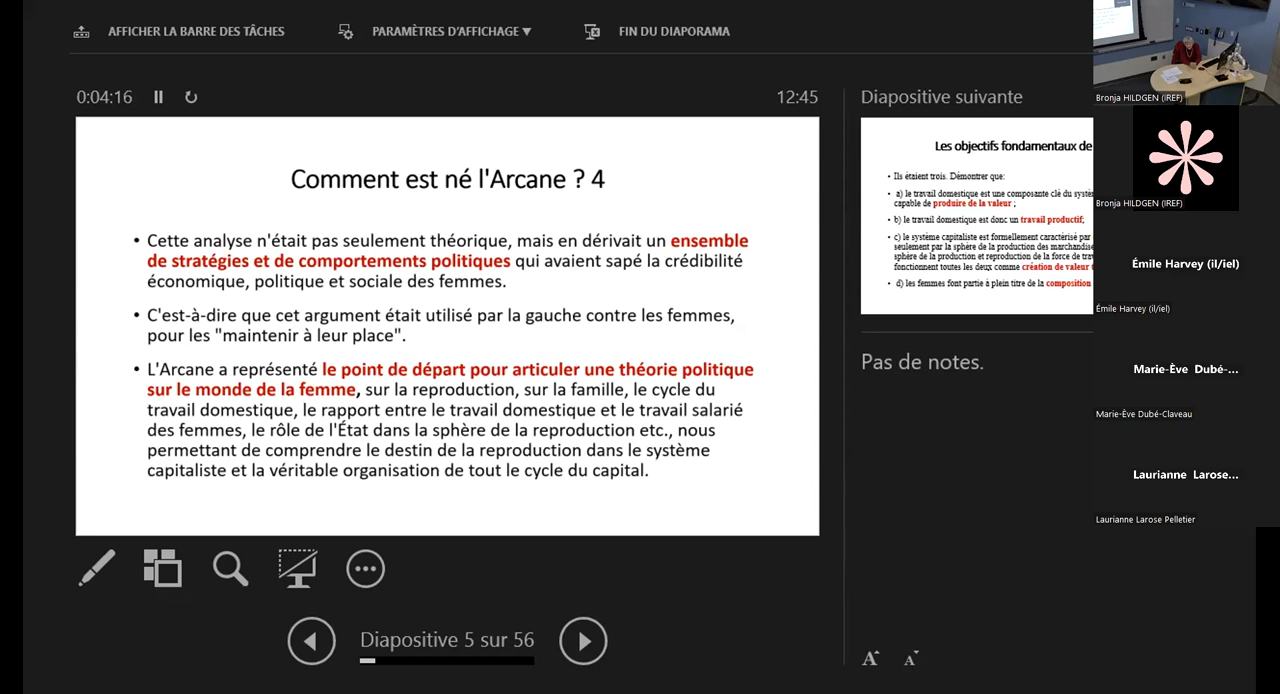 AFFICHER LA BARRE DES TÂCHES
PARAMÈTRES D'AFFICHAGE ▼
FIN DU DIAPORAMA
0:04:16
12:45
Comment est né l'Arcane ? 4
• Cette analyse n'était pas seulement théorique, mais en dérivait un ensemble
de stratégies et de comportements politiques qui avaient sapé la crédibilité
économique, politique et sociale des femmes.
• C'est-à-dire que cet argument était utilisé par la gauche contre les femmes,
pour les "maintenir à leur place".
• L'Arcane a représenté le point de départ pour articuler une théorie politique
sur le monde de la femme, sur la reproduction, sur la famille, le cycle du
travail domestique, le rapport entre le travail domestique et le travail salarié
des femmes, le rôle de l'État dans la sphère de la reproduction etc., nous
permettant de comprendre le destin de la reproduction dans le système
capitaliste et la véritable organisation de tout le cycle du capital.
Diapositive 5 sur 56
Diapositive suivante
Les objectifs fondamentaux de
• Ils étaient trois. Démontrer que:
• a) le travail domestique est une composante clé du systè
capable de produire de la valeur ;
• b) le travail domestique est donc un travail productif;
• c) le système capitaliste est formellement caractérisé par
seulement par la sphère de la production des marchandise
sphère de la production et reproduction de la force de tra
fonctionnent toutes les deux comme création de valeur
• d) les femmes font partie à plein titre de la composition
Pas de notes.
A A
Bronja HILDGEN (iREF)
Bronja HILDGEN (IREF)
Émile Harvey (il/iel)
Émile Harvey (il/iel)
Marie-Ève Dubé-...
Marie-Ève Dubé-Claveau
Laurianne Larose...
Laurianne Larose Pelletier